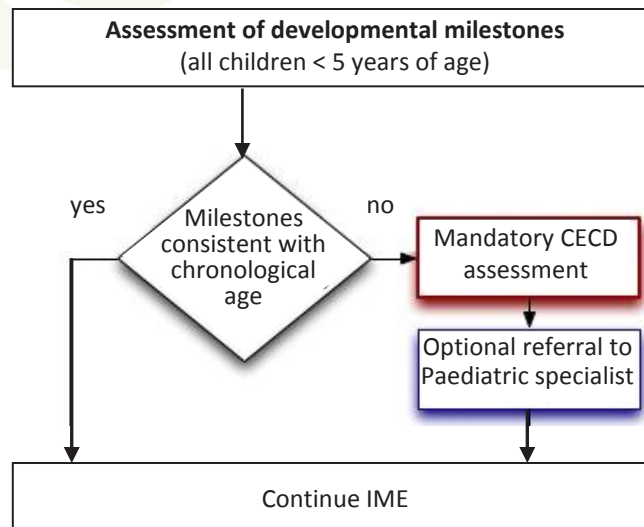 Assessment of developmental milestones
(all children < 5 years of age)
yes
no
Milestones
consistent with
chronological
age
Mandatory CECD
assessment
Optional referral to
Paediatric specialist
Continue IME